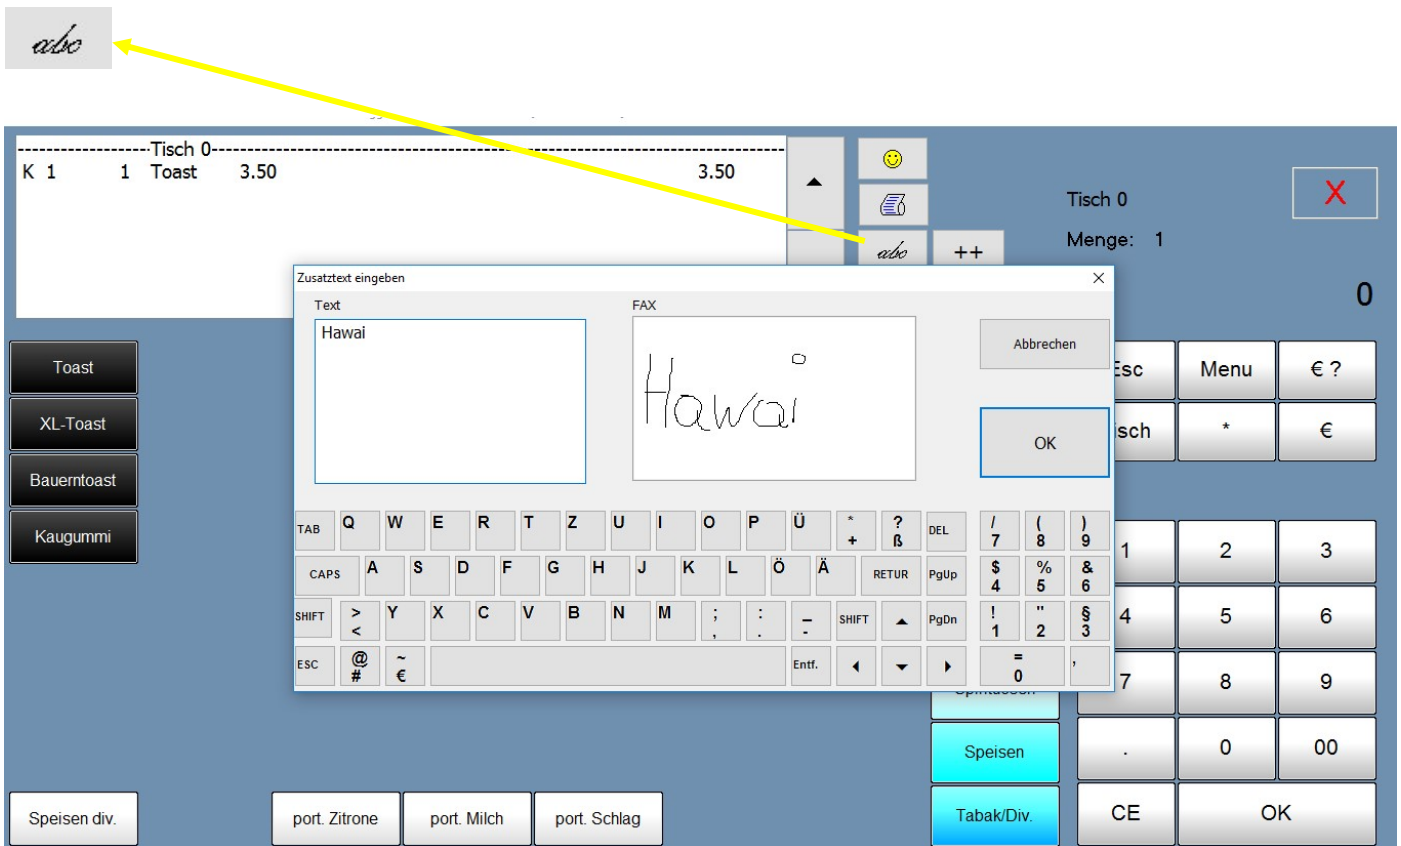 abc
----------------Tisch 0----------------
K 1 1 Toast 3.50 3.50
abc
++
Tisch 0
X
Menge: 1
0
Zusatztext eingeben
Text
FAX
Hawai
Hawai
Abbrechen
OK
Toast
XL-Toast
Bauerntoast
Kaugummi
Esc Menu € ?
isch * €
TAB Q W E R T Z U I O P Ü * + ? ß DEL / 7 ( 8 ) 9
CAPS A S D F G H J K L Ö Ä RETUR PgUp $ 4 % 5 & 6
SHIFT > < Y X C V B N M ; , : . _ - SHIFT PgDn ! 1 " 2 § 3
ESC @ # ~ € Entf. = 0 ,
1 2 3
4 5 6
7 8 9
. 0 00
CE OK
Spirituosen
Speisen
Tabak/Div.
Speisen div.
port. Zitrone
port. Milch
port. Schlag